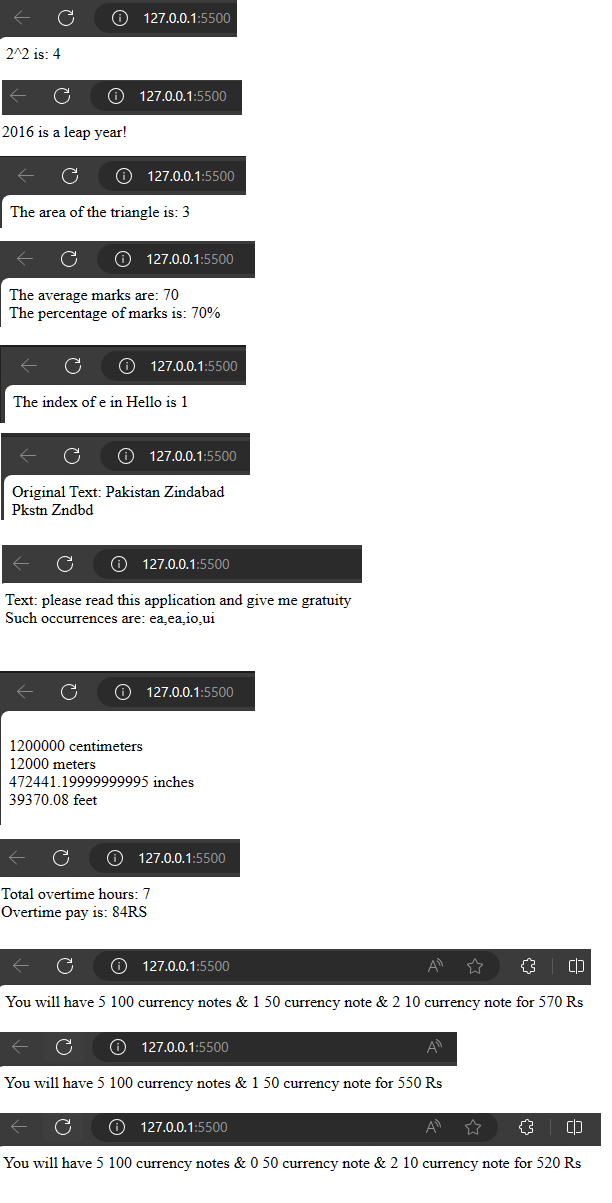 127.0.0.1:5500
2^2 is: 4
127.0.0.1:5500
2016 is a leap year!
127.0.0.1:5500
The area of the triangle is: 3
127.0.0.1:5500
The average marks are: 70
The percentage of marks is: 70%
127.0.0.1:5500
The index of e in Hello is 1
127.0.0.1:5500
Original Text: Pakistan Zindabad
Pkstn Zndbd
127.0.0.1:5500
Text: please read this application and give me gratuity
Such occurrences are: ea,ea,io,ui
127.0.0.1:5500
1200000 centimeters
12000 meters
472441.19999999995 inches
39370.08 feet
127.0.0.1:5500
Total overtime hours: 7
Overtime pay is: 84RS
127.0.0.1:5500
You will have 5 100 currency notes & 1 50 currency note & 2 10 currency note for 570 Rs
127.0.0.1:5500
You will have 5 100 currency notes & 1 50 currency note for 550 Rs
127.0.0.1:5500
You will have 5 100 currency notes & 0 50 currency note & 2 10 currency note for 520 Rs